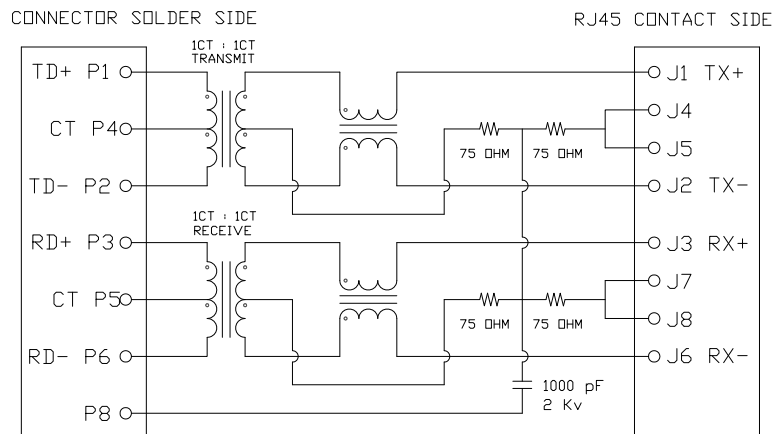 CONNECTOR SOLDER SIDE
RJ45 CONTACT SIDE
1CT : 1CT
TRANSMIT
TD+ P1
J1 TX+
J4
CT P4
75 OHM
75 OHM
J5
TD- P2
J2 TX-
1CT : 1CT
RECEIVE
RD+ P3
J3 RX+
J7
CT P5
75 OHM
75 OHM
J8
RD- P6
J6 RX-
1000 pF
2 Kv
P8